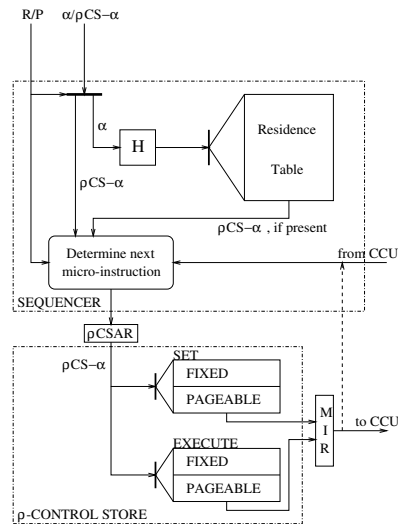 R/P
α/ρCS−α
α
H
Residence
Table
ρCS−α
ρCS−α , if present
Determine next
micro-instruction
from CCU
SEQUENCER
ρCSAR
ρCS−α
SET
FIXED
PAGEABLE
MIR
to CCU
EXECUTE
FIXED
PAGEABLE
ρ-CONTROL STORE